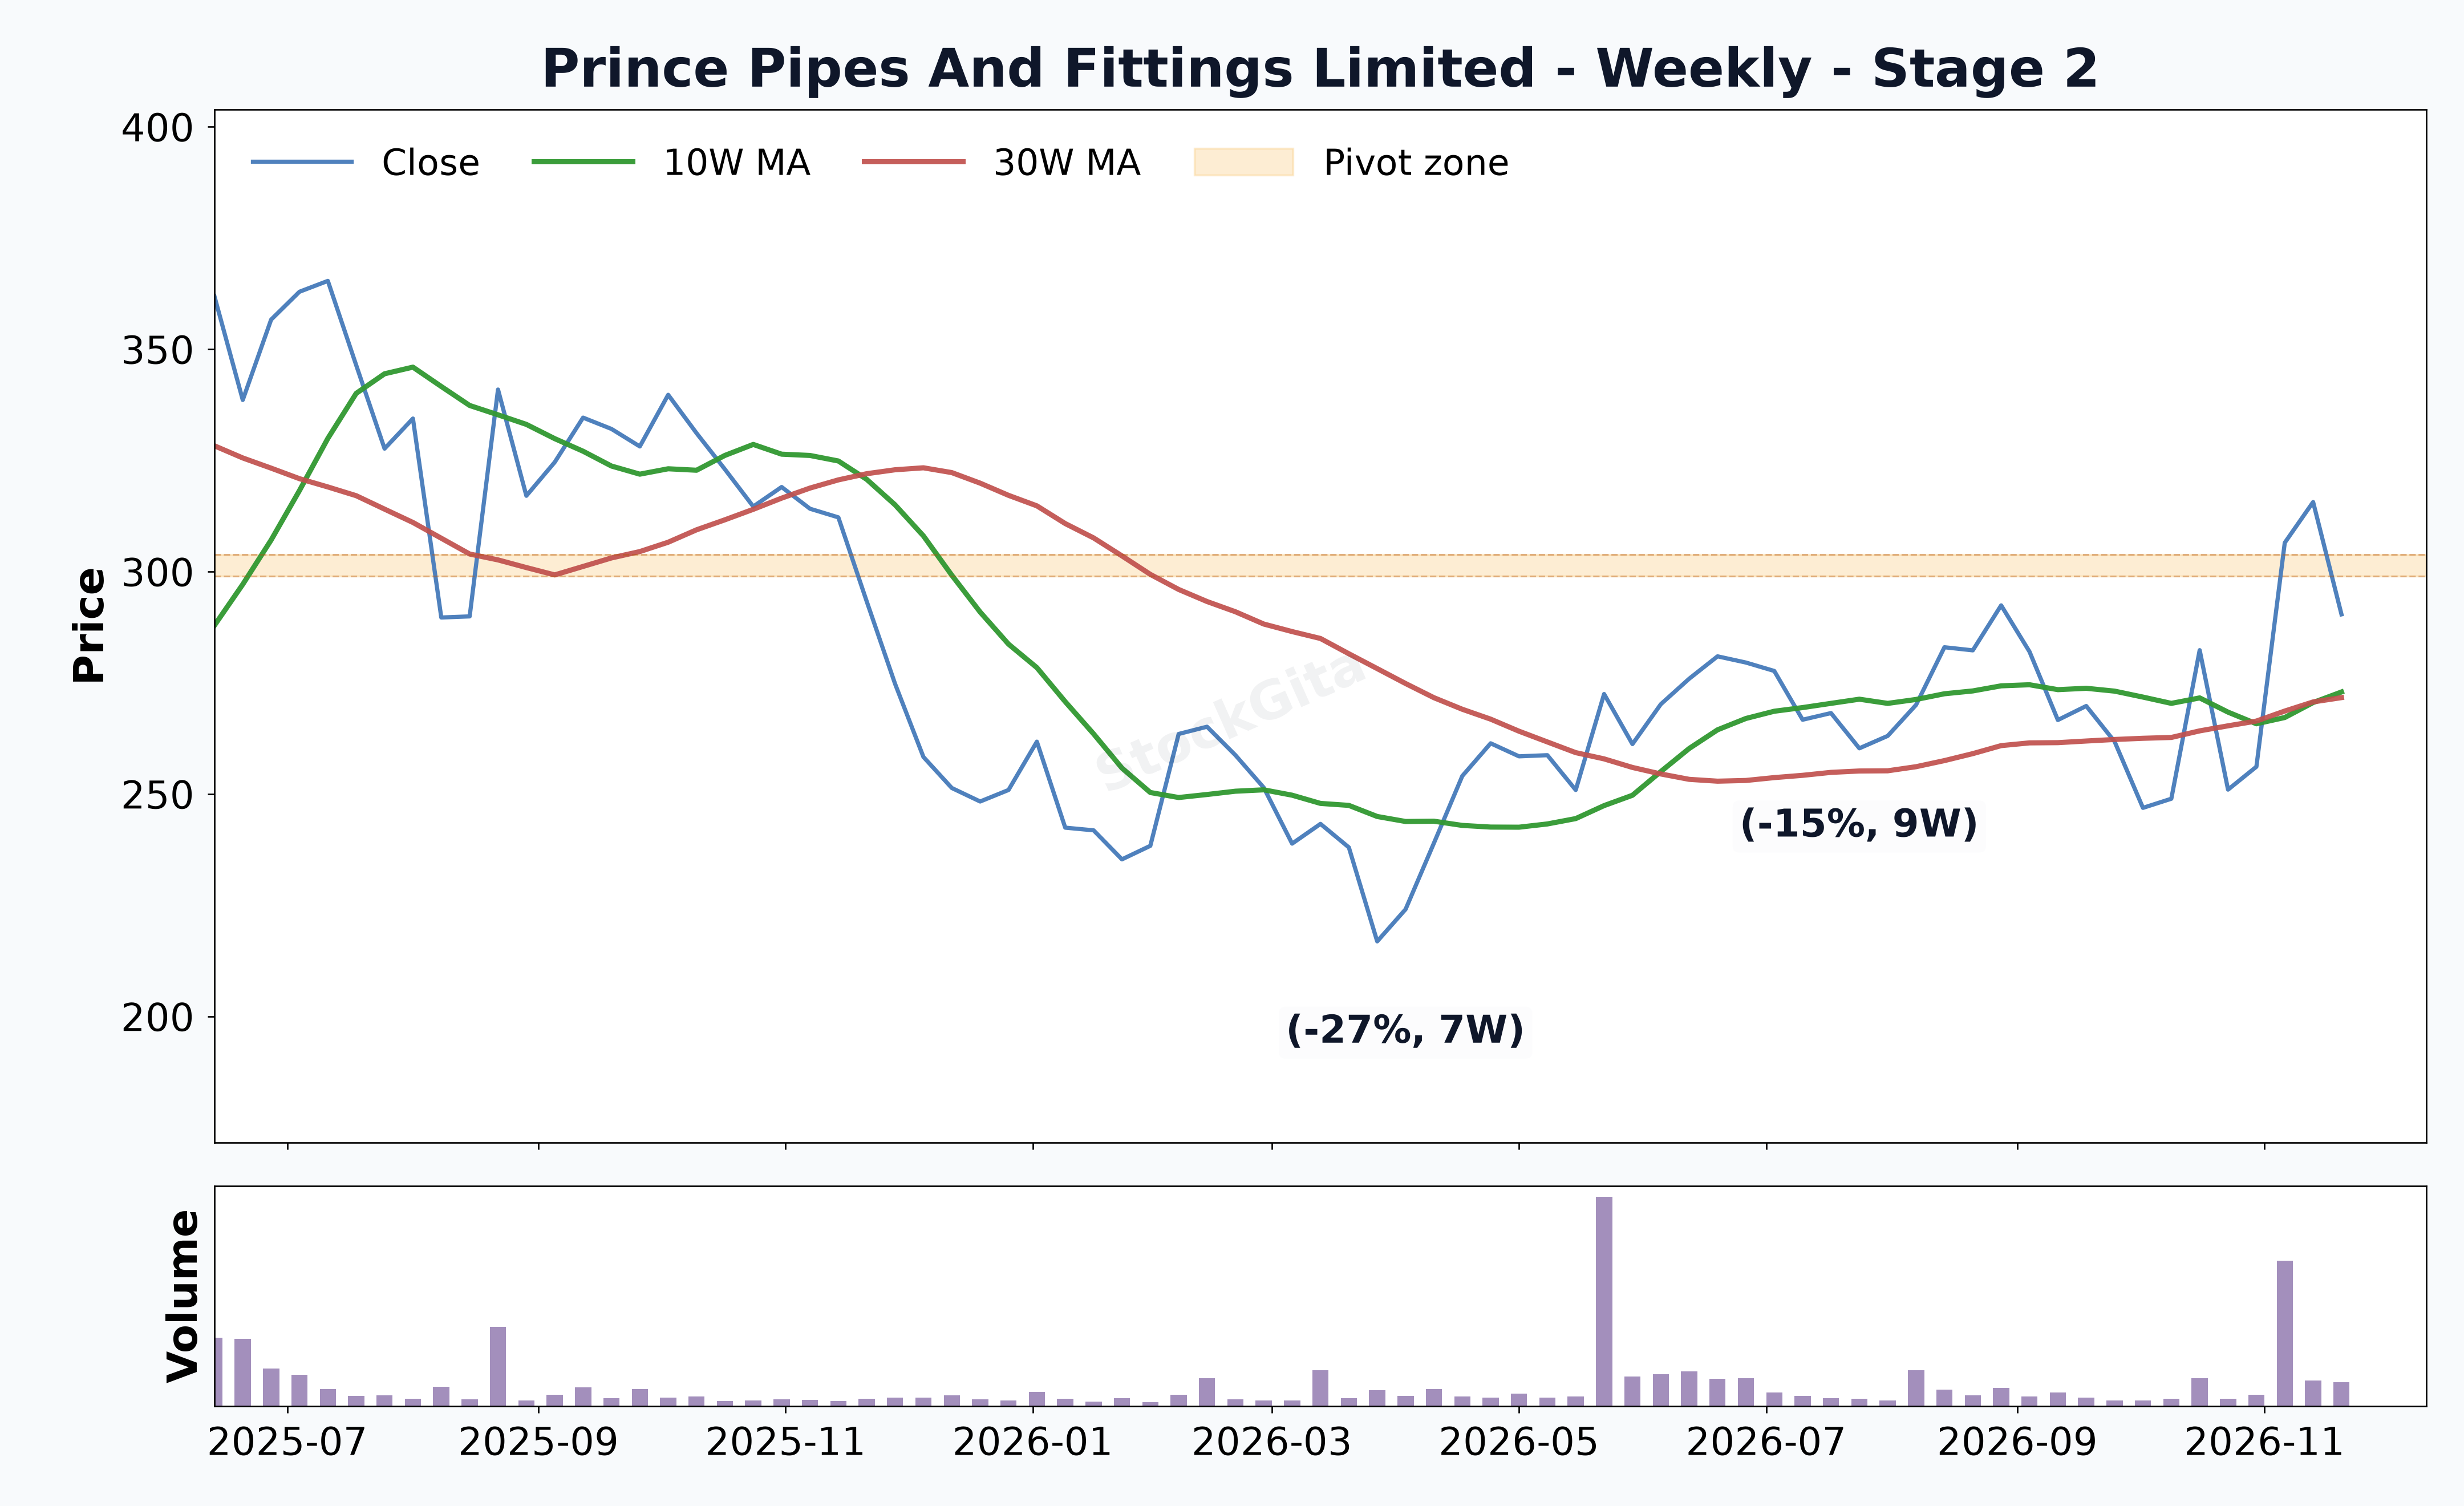 Prince Pipes And Fittings Limited - Weekly - Stage 2
Close 10W MA 30W MA Pivot zone
400
350
300
250
200
Price
StockGita
(-15%, 9W)
(-27%, 7W)
Volume
2025-07 2025-09 2025-11 2026-01 2026-03 2026-05 2026-07 2026-09 2026-11